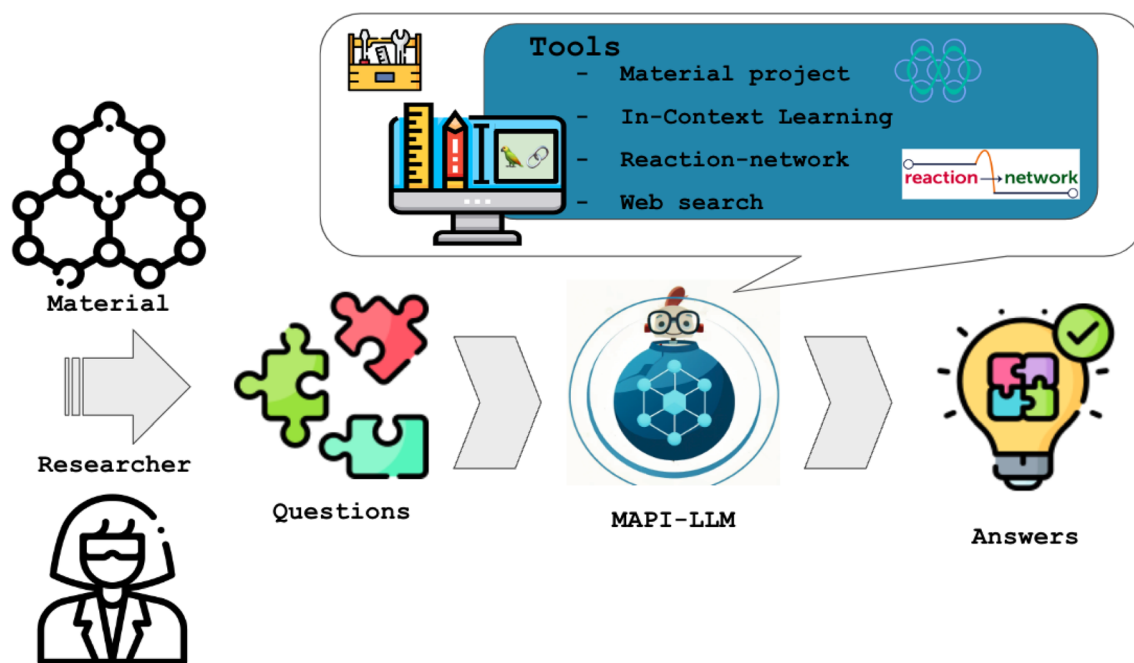 Tools
- Material project
- In-Context Learning
- Reaction-network
- Web search
reaction→network
Material
Researcher
Questions
MAPI-LLM
Answers